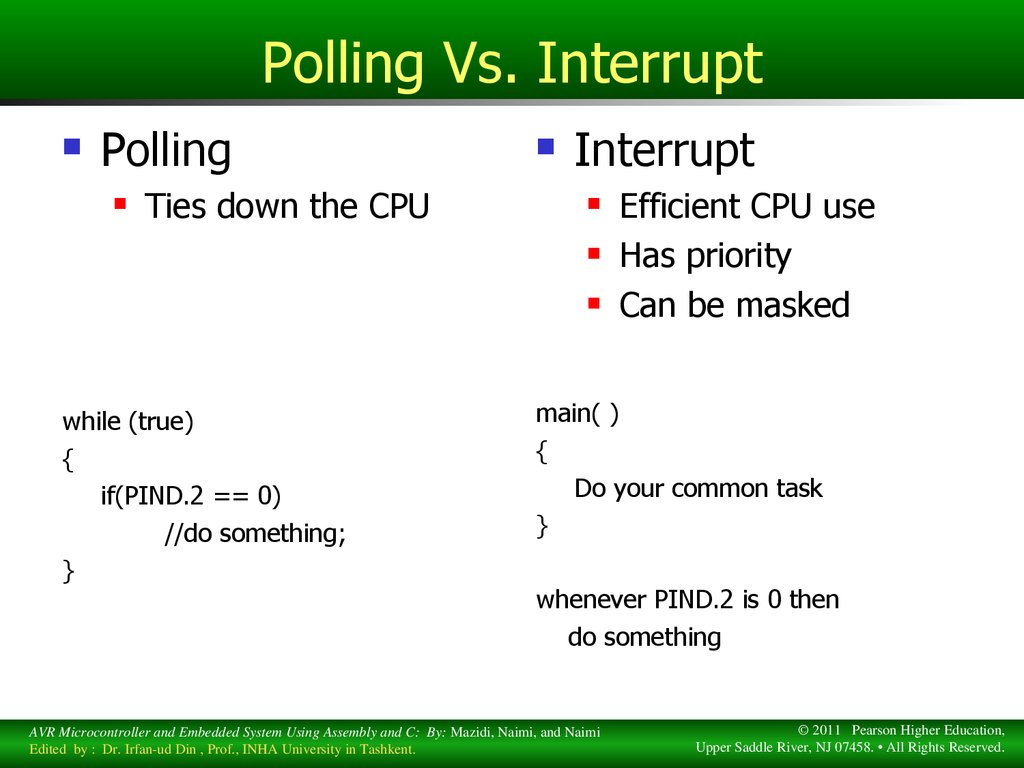 Polling Vs. Interrupt
Polling
Ties down the CPU
while (true)
{
if(PIND.2 == 0)
//do something;
}
Interrupt
Efficient CPU use
Has priority
Can be masked
main( )
{
Do your common task
}
whenever PIND.2 is 0 then
do something
AVR Microcontroller and Embedded System Using Assembly and C: By: Mazidi, Naimi, and Naimi
Edited by : Dr. Irfan-ud Din , Prof., INHA University in Tashkent.
© 2011 Pearson Higher Education,
Upper Saddle River, NJ 07458. • All Rights Reserved.